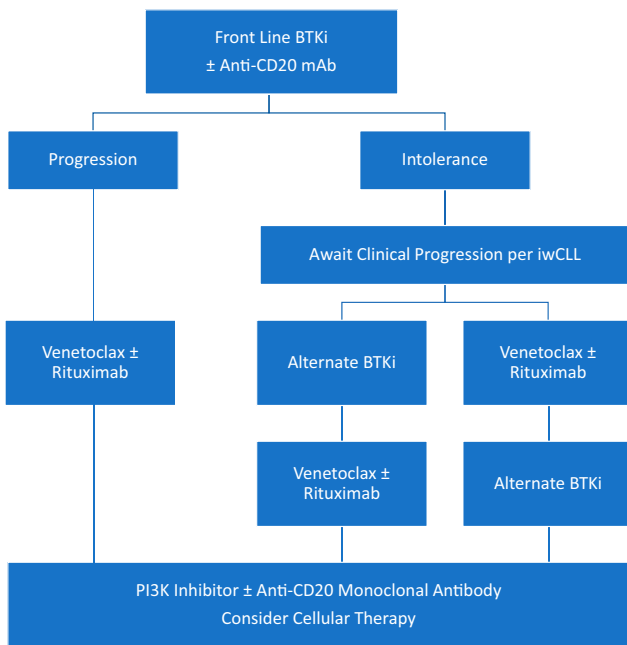 Front Line BTKi
± Anti-CD20 mAb
Progression
Intolerance
Await Clinical Progression per iwCLL
Venetoclax ±
Rituximab
Alternate BTKi
Venetoclax ±
Rituximab
Venetoclax ±
Rituximab
Alternate BTKi
PI3K Inhibitor ± Anti-CD20 Monoclonal Antibody
Consider Cellular Therapy